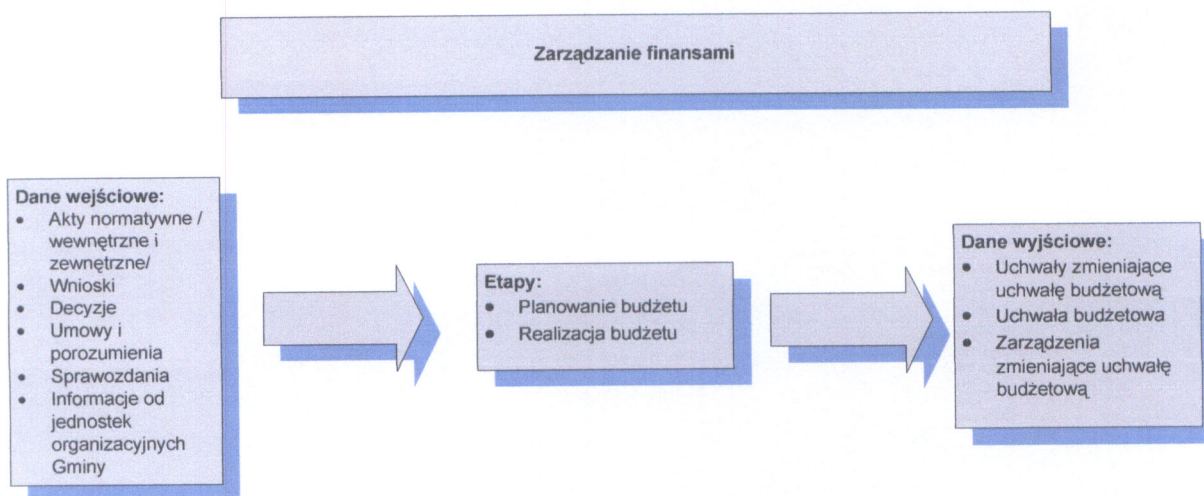 Zarządzanie finansami
Dane wejściowe:
• Akty normatywne /
wewnętrzne i
zewnętrzne/
• Wnioski
• Decyzje
• Umowy i
porozumienia
• Sprawozdania
• Informacje od
jednostek
organizacyjnych
Gminy
Etapy:
• Planowanie budżetu
• Realizacja budżetu
Dane wyjściowe:
• Uchwały zmieniające
uchwałę budżetową
• Uchwała budżetowa
• Zarządzenia
zmieniające uchwałę
budżetową